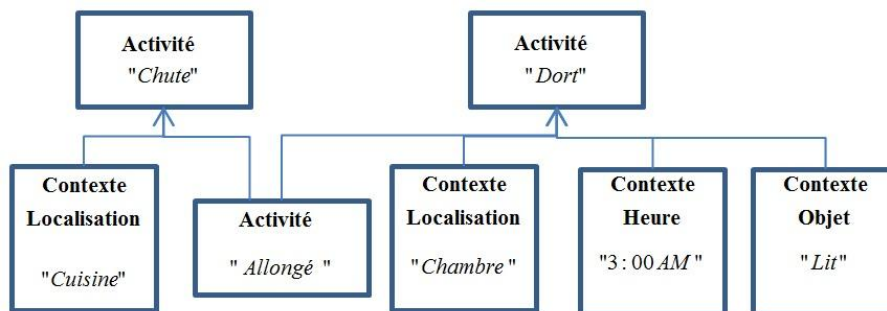 Activité
"Chute"
Activité
"Dort"
Contexte
Localisation
"Cuisine"
Activité
" Allongé "
Contexte
Localisation
"Chambre "
Contexte
Heure
"3 : 00 AM "
Contexte
Objet
"Lit"